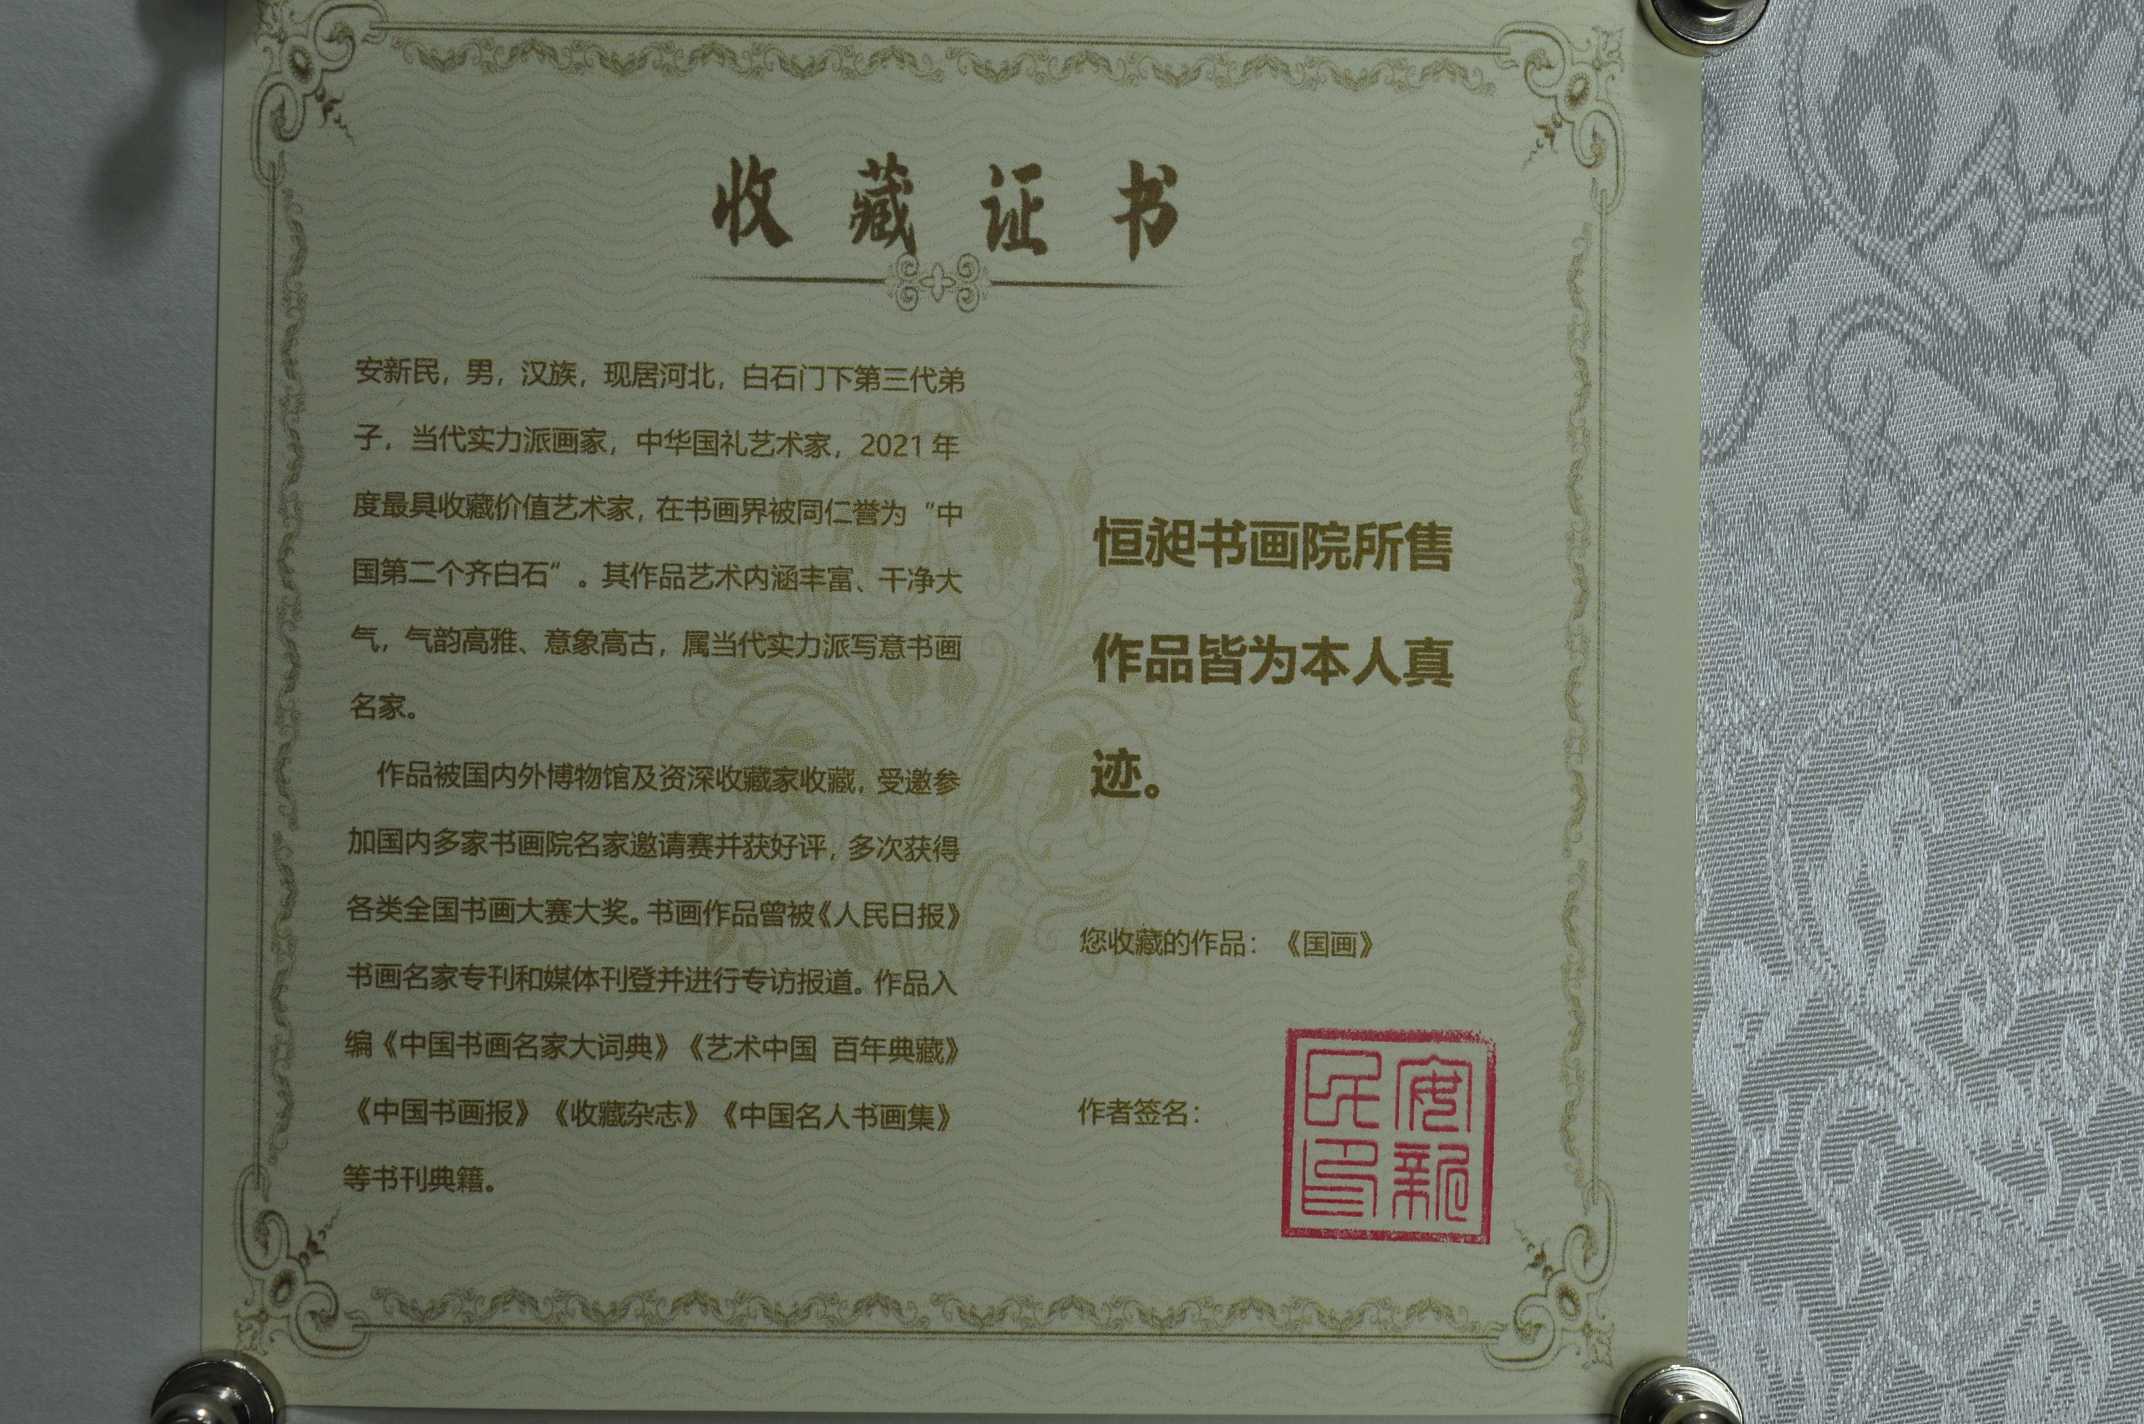 收藏证书
安新民，男，汉族，现居河北，白石门下第三代弟
子，当代实力派画家，中华国礼艺术家，2021 年
度最具收藏价值艺术家，在书画界被同仁誉为“中
国第二个齐白石”。其作品艺术内涵丰富、干净大
气，气韵高雅、意象高古，属当代实力派写意书画
名家。
作品被国内外博物馆及资深收藏家收藏，受邀参
加国内多家书画院名家邀请赛并获好评，多次获得
各类全国书画大赛大奖。书画作品曾被《人民日报》
书画名家专刊和媒体刊登并进行专访报道。作品入
编《中国书画名家大词典》《艺术中国 百年典藏》
《中国书画报》《收藏杂志》《中国名人书画集》
等书刊典籍。
恒昶书画院所售
作品皆为本人真
迹。
您收藏的作品：《国画》
作者签名：
安新
民印